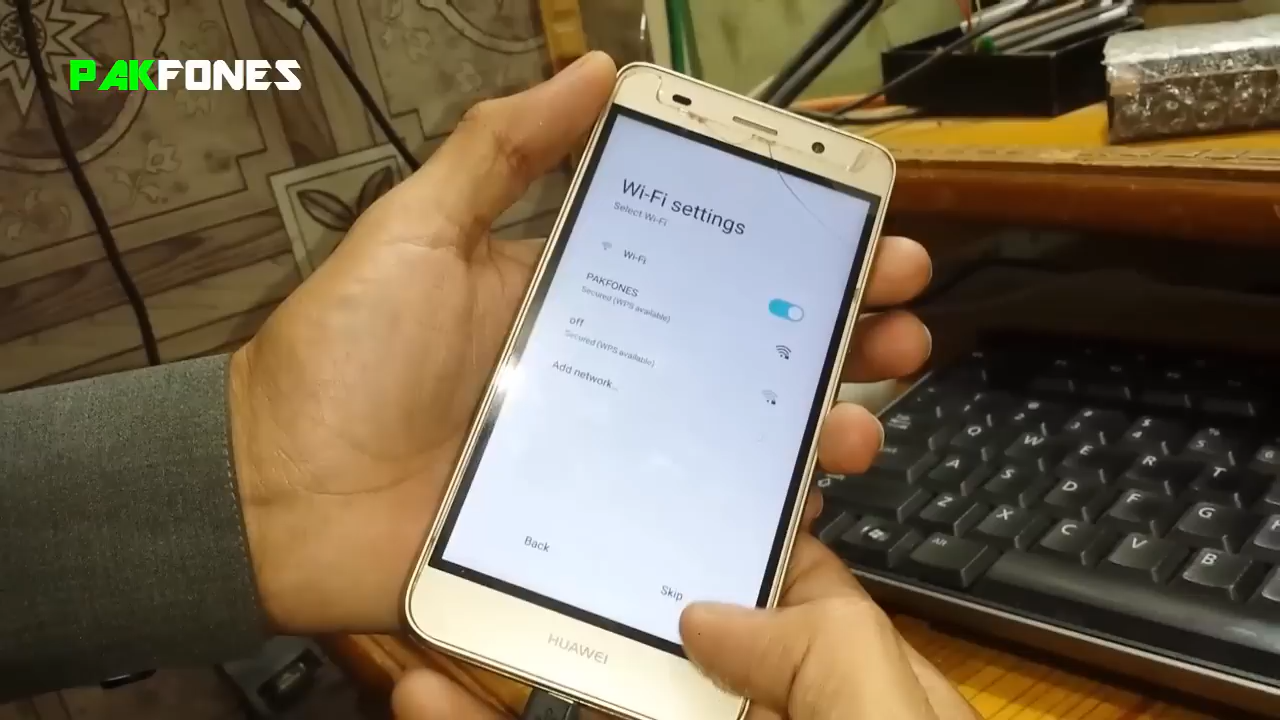 PAKFONES
Wi-Fi settings
Select Wi-Fi
Wi-Fi
PAKFONES
Secured (WPS available)
off
Secured (WPS available)
Add network...
Back
Skip
HUAWEI
Q W E R T
A S D F G
Z X C V B
Alt